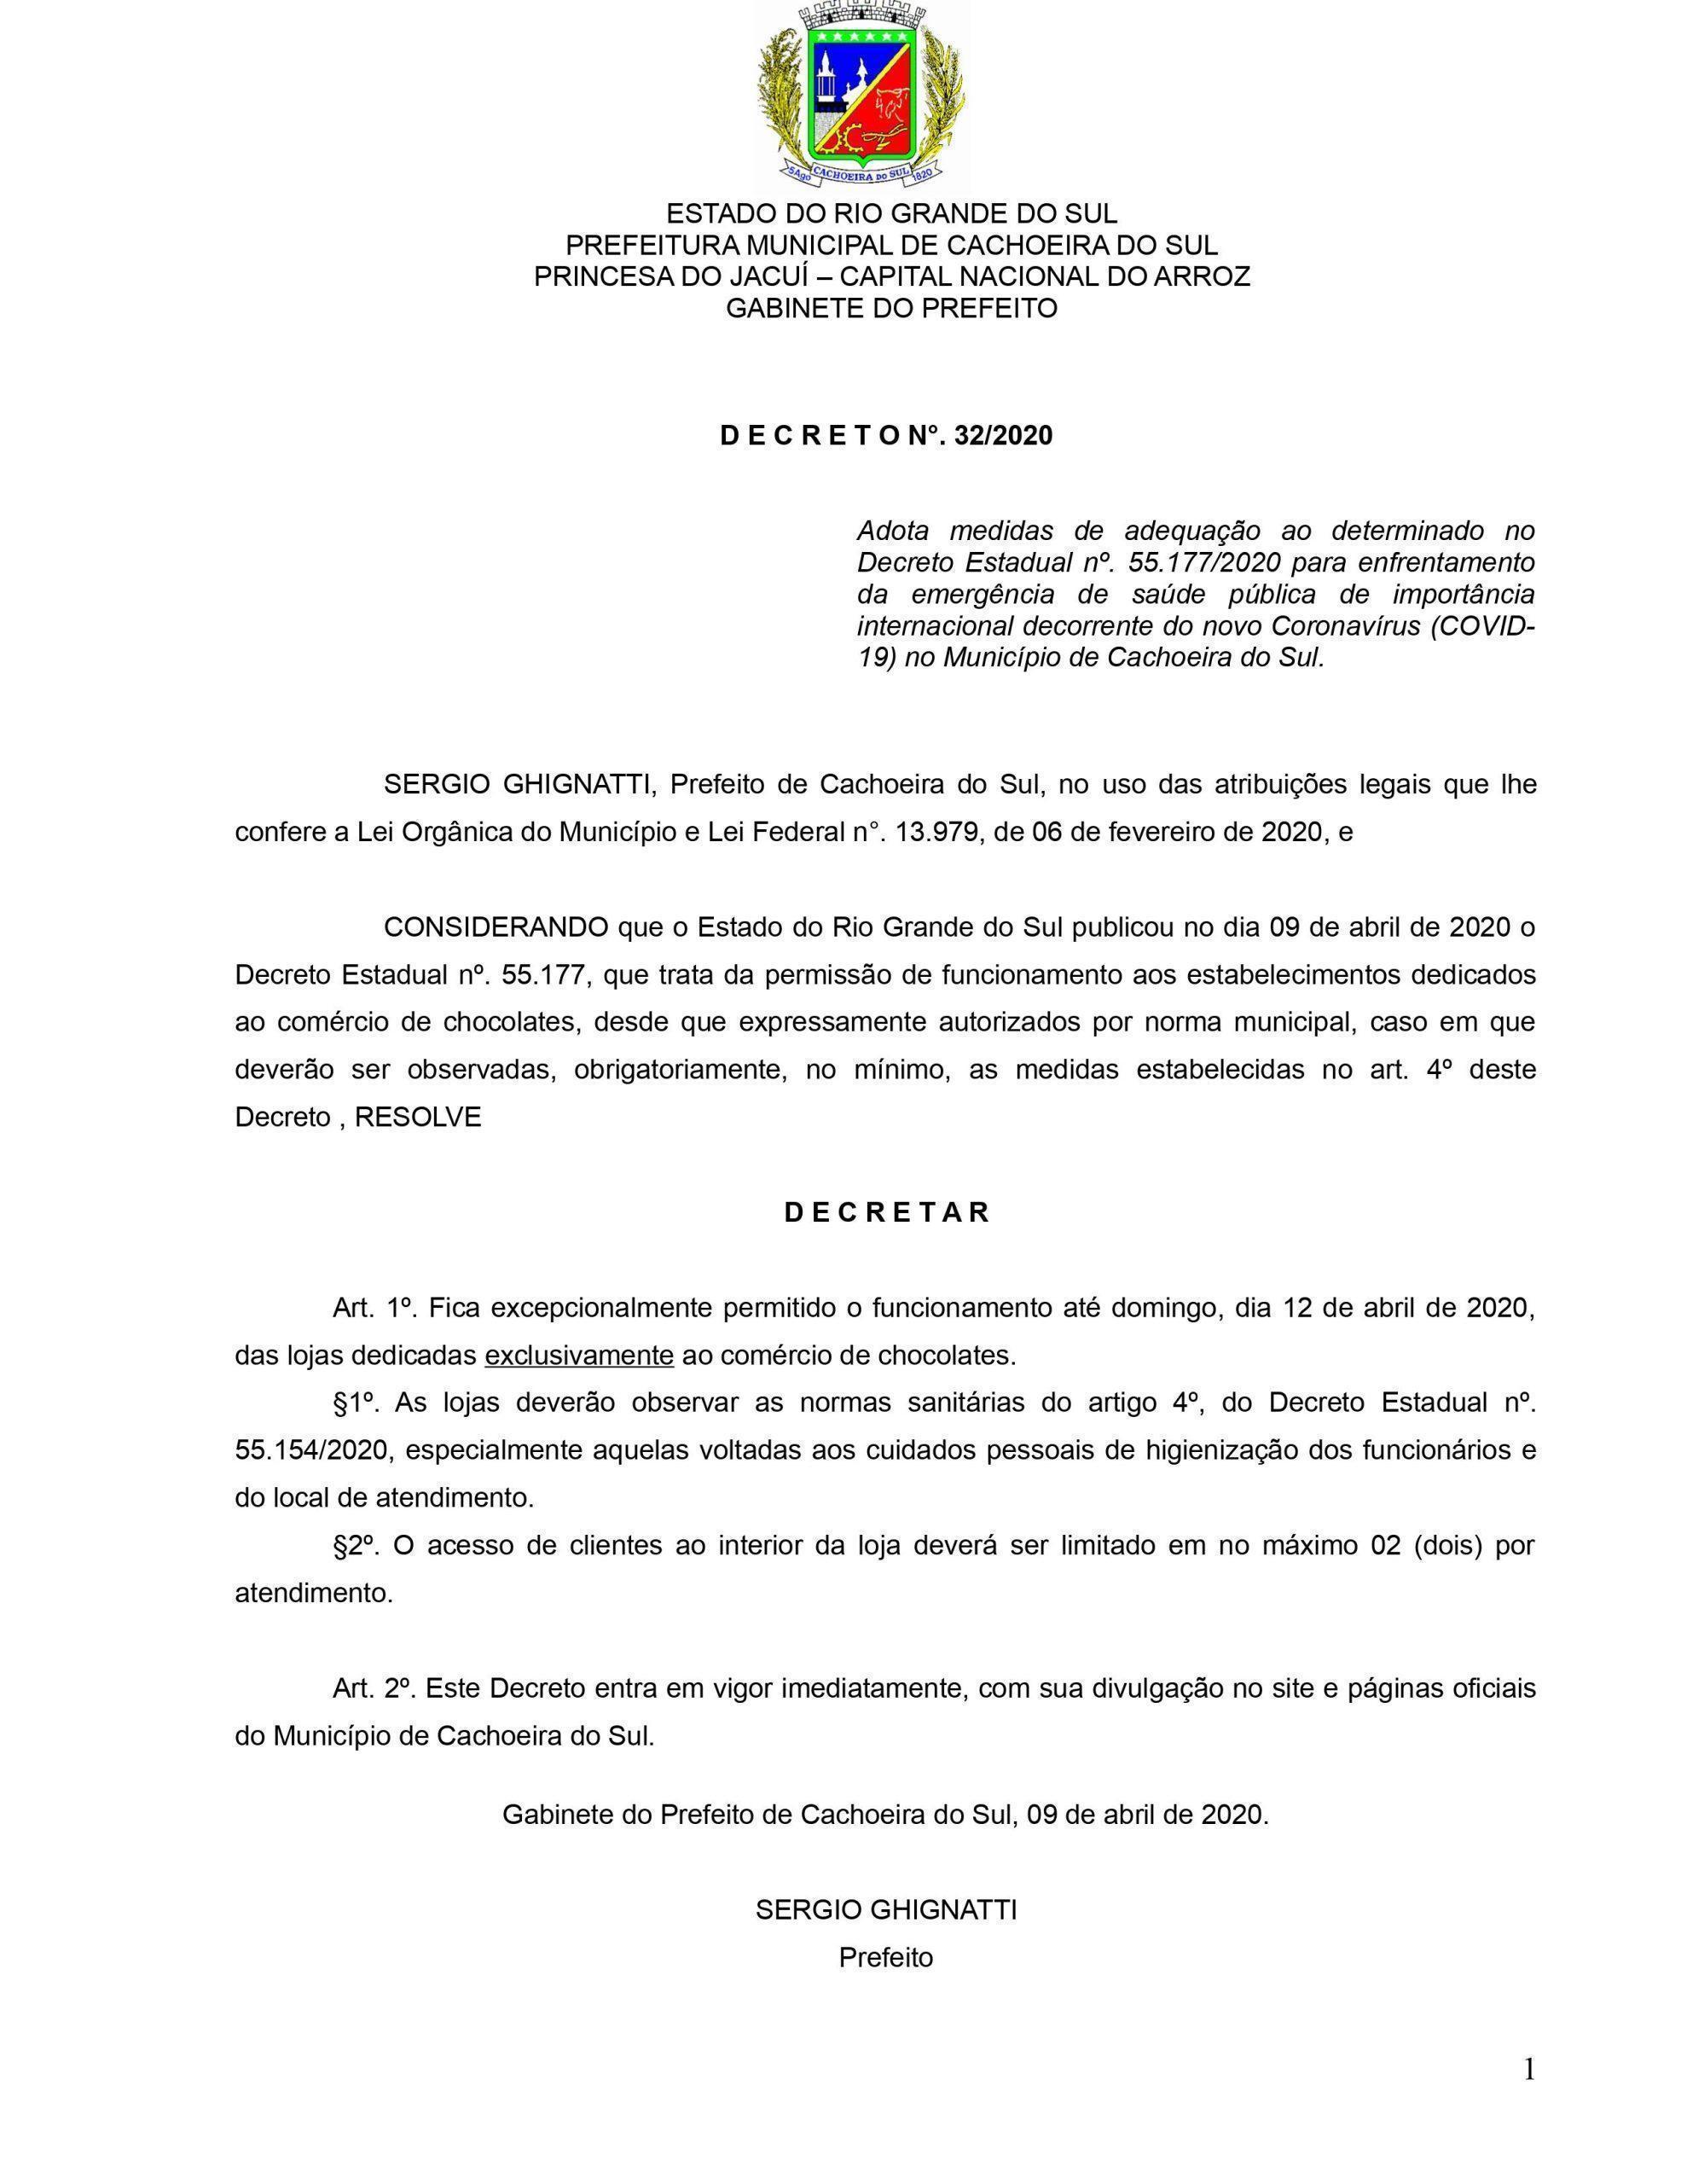 5Ago CACHOEIRA DO SUL 1820
ESTADO DO RIO GRANDE DO SUL
PREFEITURA MUNICIPAL DE CACHOEIRA DO SUL
PRINCESA DO JACUÍ – CAPITAL NACIONAL DO ARROZ
GABINETE DO PREFEITO
D E C R E T O N°. 32/2020
Adota medidas de adequação ao determinado no
Decreto Estadual nº. 55.177/2020 para enfrentamento
da emergência de saúde pública de importância
internacional decorrente do novo Coronavírus (COVID-
19) no Município de Cachoeira do Sul.
SERGIO GHIGNATTI, Prefeito de Cachoeira do Sul, no uso das atribuições legais que lhe
confere a Lei Orgânica do Município e Lei Federal n°. 13.979, de 06 de fevereiro de 2020, e
CONSIDERANDO que o Estado do Rio Grande do Sul publicou no dia 09 de abril de 2020 o
Decreto Estadual nº. 55.177, que trata da permissão de funcionamento aos estabelecimentos dedicados
ao comércio de chocolates, desde que expressamente autorizados por norma municipal, caso em que
deverão ser observadas, obrigatoriamente, no mínimo, as medidas estabelecidas no art. 4º deste
Decreto , RESOLVE
D E C R E T A R
Art. 1º. Fica excepcionalmente permitido o funcionamento até domingo, dia 12 de abril de 2020,
das lojas dedicadas exclusivamente ao comércio de chocolates.
§1º. As lojas deverão observar as normas sanitárias do artigo 4º, do Decreto Estadual nº.
55.154/2020, especialmente aquelas voltadas aos cuidados pessoais de higienização dos funcionários e
do local de atendimento.
§2º. O acesso de clientes ao interior da loja deverá ser limitado em no máximo 02 (dois) por
atendimento.
Art. 2º. Este Decreto entra em vigor imediatamente, com sua divulgação no site e páginas oficiais
do Município de Cachoeira do Sul.
Gabinete do Prefeito de Cachoeira do Sul, 09 de abril de 2020.
SERGIO GHIGNATTI
Prefeito
1